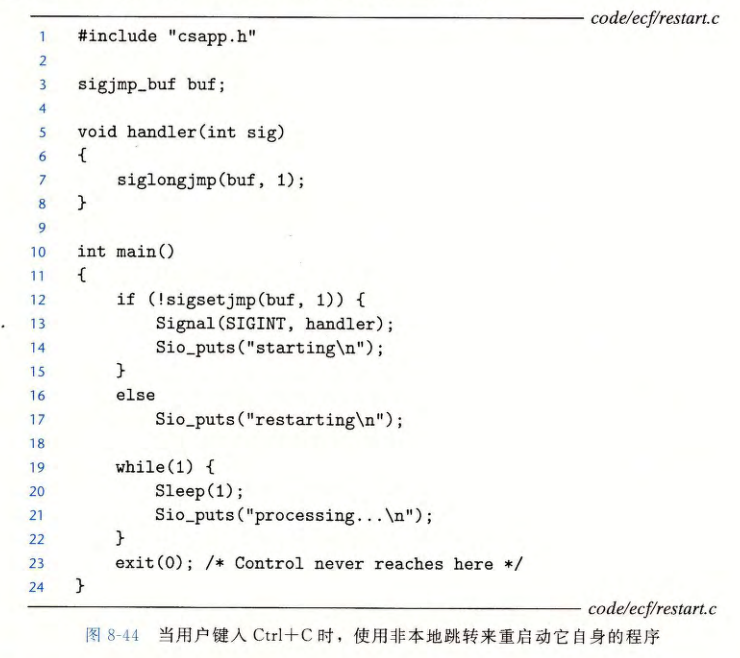 code/ecf/restart.c
1 #include "csapp.h"
2
3 sigjmp_buf buf;
4
5 void handler(int sig)
6 {
7     siglongjmp(buf, 1);
8 }
9
10 int main()
11 {
12     if (!sigsetjmp(buf, 1)) {
13         Signal(SIGINT, handler);
14         Sio_puts("starting\n");
15     }
16     else
17         Sio_puts("restarting\n");
18
19     while(1) {
20         Sleep(1);
21         Sio_puts("processing...\n");
22     }
23     exit(0); /* Control never reaches here */
24 }
code/ecf/restart.c
图 8-44 当用户键入 Ctrl+C 时，使用非本地跳转来重启动它自身的程序